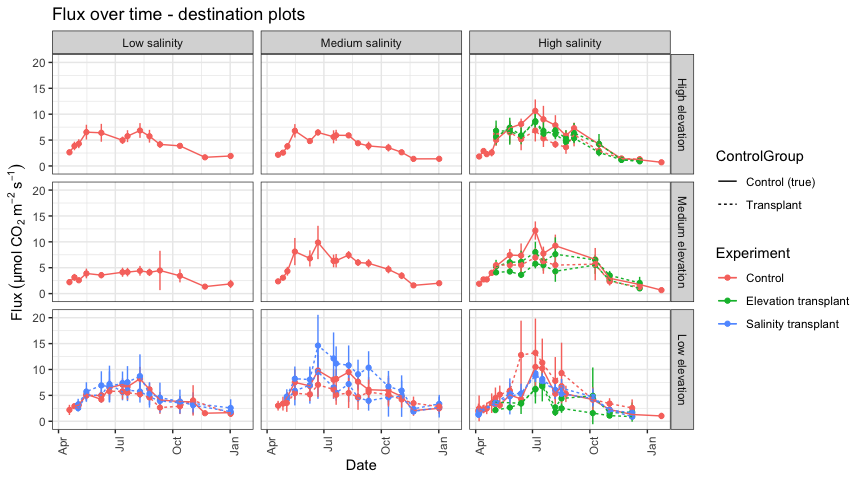 Flux over time - destination plots
Low salinity
Medium salinity
High salinity
High elevation
Medium elevation
Low elevation
20
15
10
5
0
20
15
10
5
0
20
15
10
5
0
Flux (μmol CO₂ m⁻² s⁻¹)
Apr
Jul
Oct
Jan
Apr
Jul
Oct
Jan
Apr
Jul
Oct
Jan
Date
ControlGroup
Control (true)
Transplant
Experiment
Control
Elevation transplant
Salinity transplant